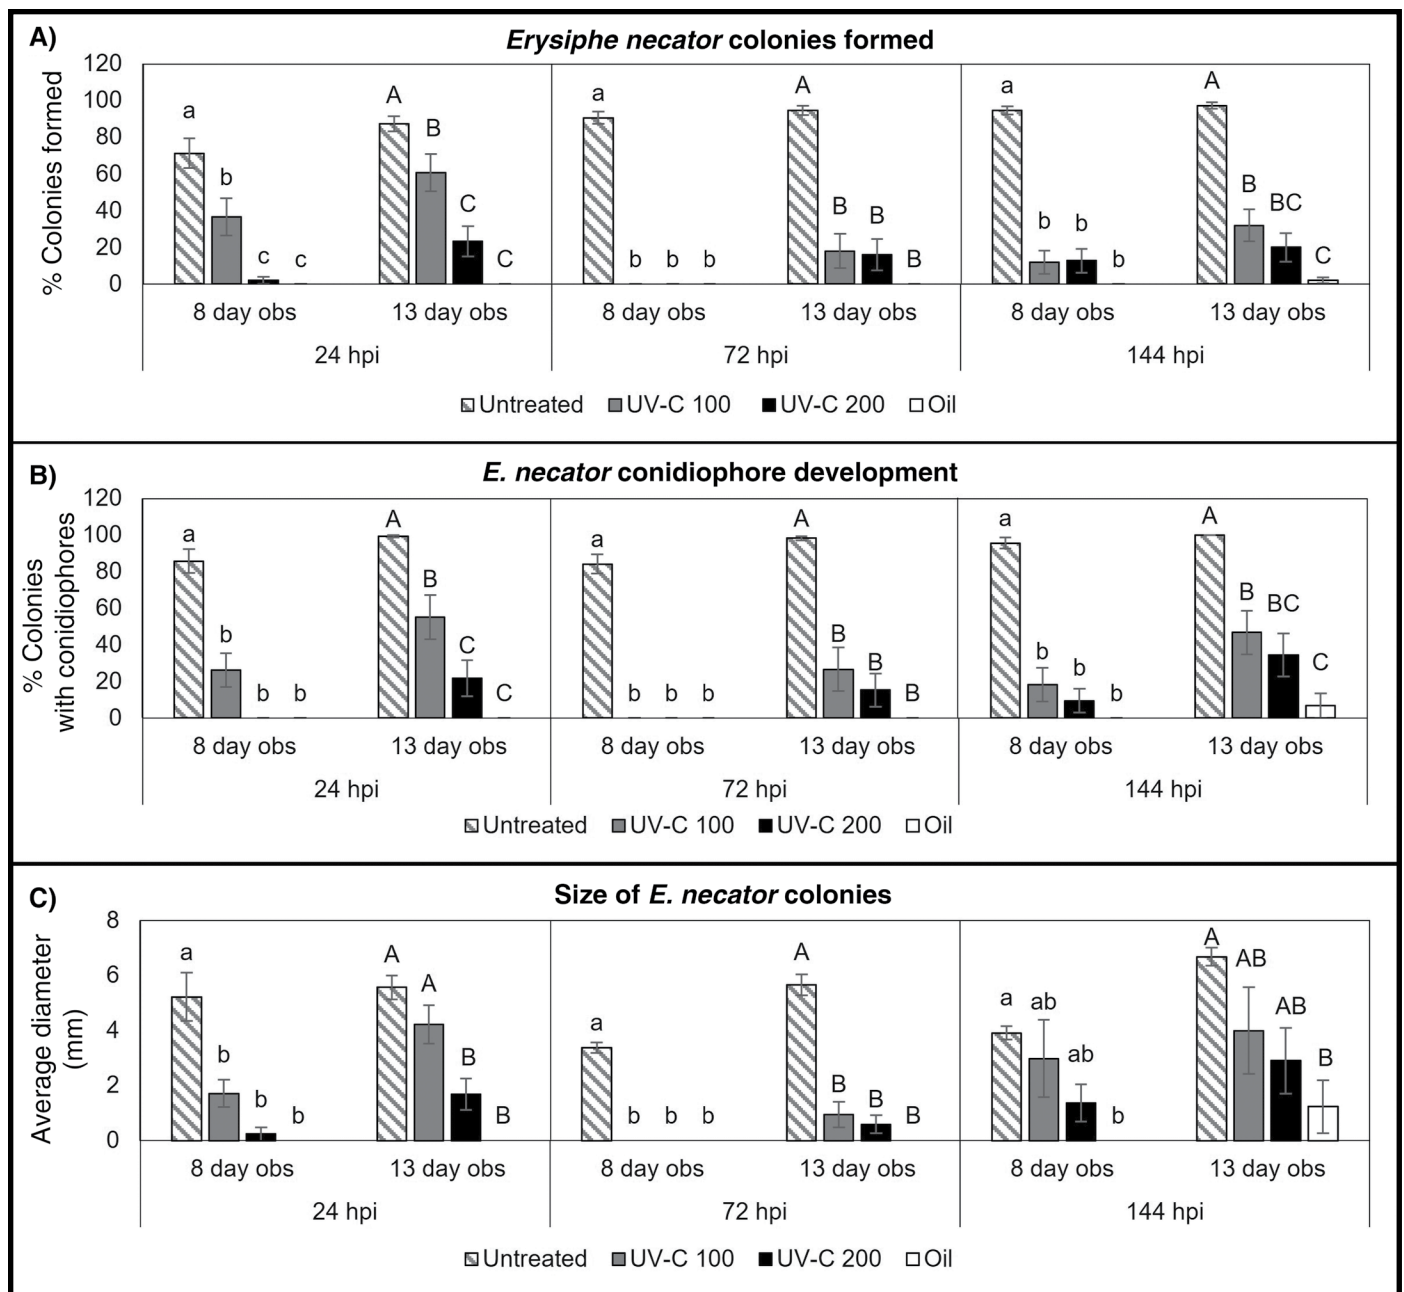 A)
Erysiphe necator colonies formed
% Colonies formed
120
100
80
60
40
20
0
a b c c A B C C a b b b A B B B a b b b A B BC C
8 day obs 13 day obs 8 day obs 13 day obs 8 day obs 13 day obs
24 hpi 72 hpi 144 hpi
Untreated UV-C 100 UV-C 200 Oil
B)
E. necator conidiophore development
% Colonies
with conidiophores
120
100
80
60
40
20
0
a b b b A B C C a b b b A B B B a b b b A B BC C
8 day obs 13 day obs 8 day obs 13 day obs 8 day obs 13 day obs
24 hpi 72 hpi 144 hpi
Untreated UV-C 100 UV-C 200 Oil
C)
Size of E. necator colonies
Average diameter
(mm)
8
6
4
2
0
a b b b A A B B a b b b A B B B a ab ab b A AB AB B
8 day obs 13 day obs 8 day obs 13 day obs 8 day obs 13 day obs
24 hpi 72 hpi 144 hpi
Untreated UV-C 100 UV-C 200 Oil